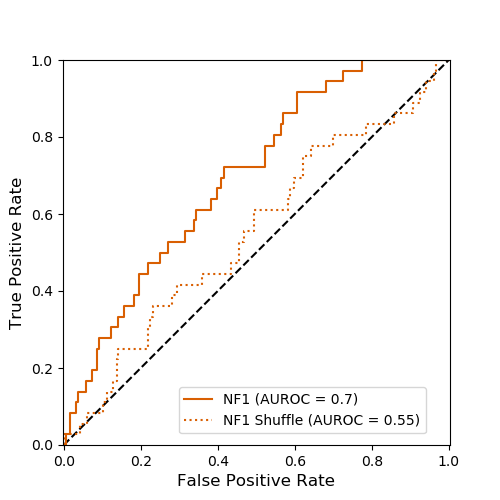 1.0
0.8
0.6
0.4
0.2
0.0
True Positive Rate
NF1 (AUROC = 0.7)
NF1 Shuffle (AUROC = 0.55)
0.0 0.2 0.4 0.6 0.8 1.0
False Positive Rate